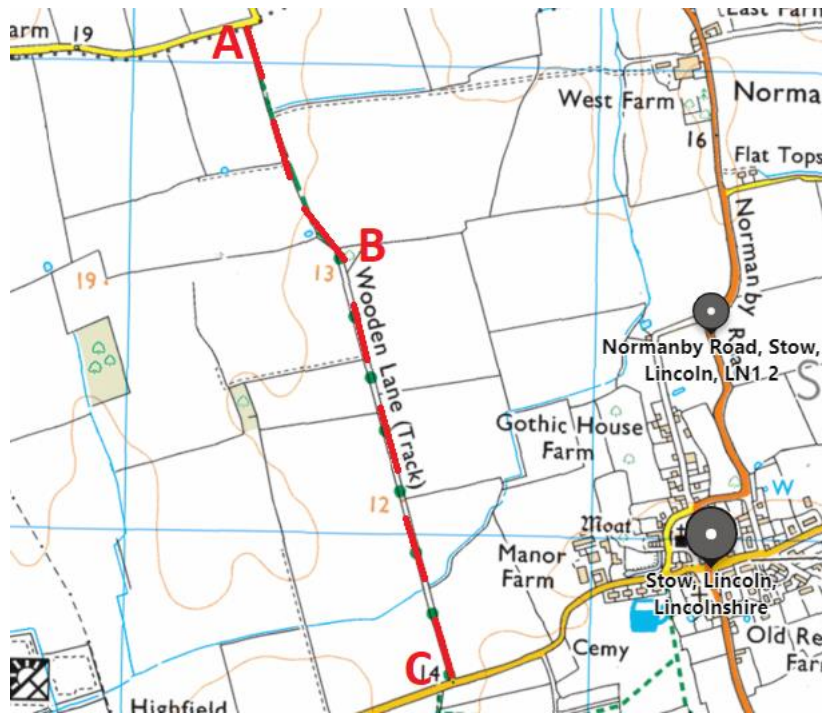 arm
19
A
East Farm
West Farm
Norma
16
Flat Tops
B
13
19
Wooden Lane (Track)
Normanby Roa
Normanby Road, Stow,
Lincoln, LN1 2
S
Gothic House
Farm
W
12
Moat
Manor
Farm
Stow, Lincoln,
Lincolnshire
C
14
Cemy
Old Re
Farm
Highfield